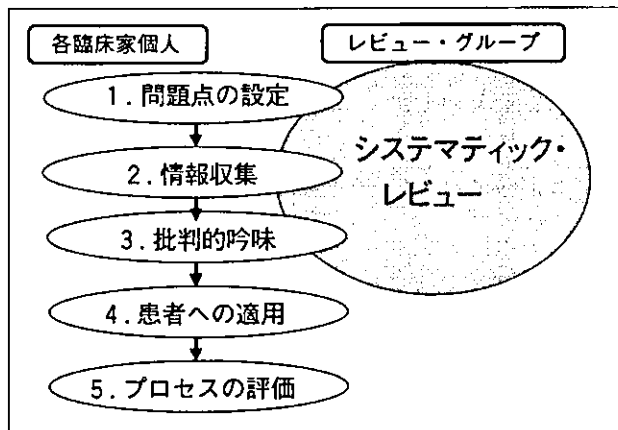 各臨床家個人
レビュー・グループ
1.問題点の設定
2.情報収集
3.批判的吟味
4.患者への適用
5.プロセスの評価
システマティック・
レビュー